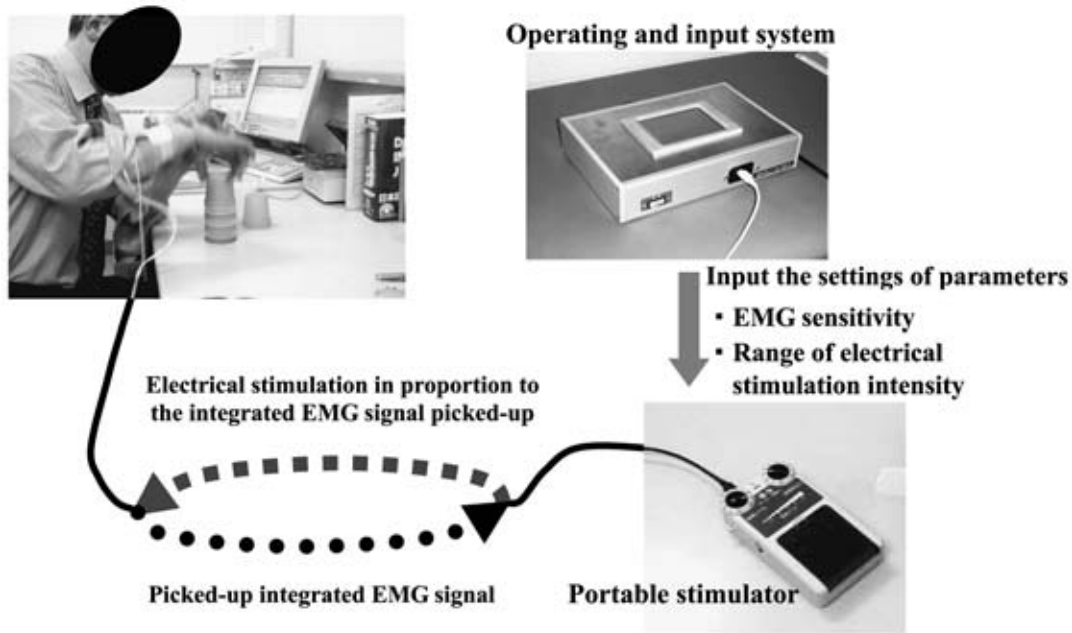 Operating and input system
Input the settings of parameters
· EMG sensitivity
· Range of electrical
stimulation intensity
Electrical stimulation in proportion to
the integrated EMG signal picked-up
Picked-up integrated EMG signal
Portable stimulator